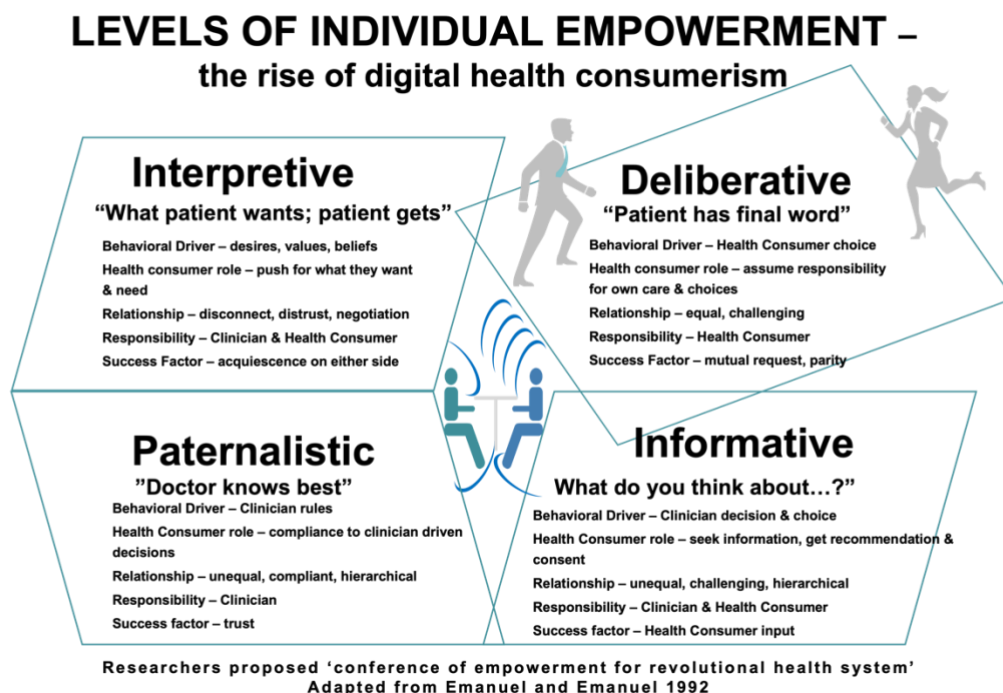 LEVELS OF INDIVIDUAL EMPOWERMENT –
the rise of digital health consumerism
Interpretive
“What patient wants; patient gets”
Behavioral Driver – desires, values, beliefs
Health consumer role – push for what they want
& need
Relationship – disconnect, distrust, negotiation
Responsibility – Clinician & Health Consumer
Success Factor – acquiescence on either side
Deliberative
“Patient has final word”
Behavioral Driver – Health Consumer choice
Health consumer role – assume responsibility
for own care & choices
Relationship – equal, challenging
Responsibility – Health Consumer
Success Factor – mutual request, parity
Paternalistic
”Doctor knows best”
Behavioral Driver – Clinician rules
Health Consumer role – compliance to clinician driven
decisions
Relationship – unequal, compliant, hierarchical
Responsibility – Clinician
Success factor – trust
Informative
What do you think about…?”
Behavioral Driver – Clinician decision & choice
Health Consumer role – seek information, get recommendation &
consent
Relationship – unequal, challenging, hierarchical
Responsibility – Clinician & Health Consumer
Success factor – Health Consumer input
Researchers proposed ‘conference of empowerment for revolutional health system’
Adapted from Emanuel and Emanuel 1992